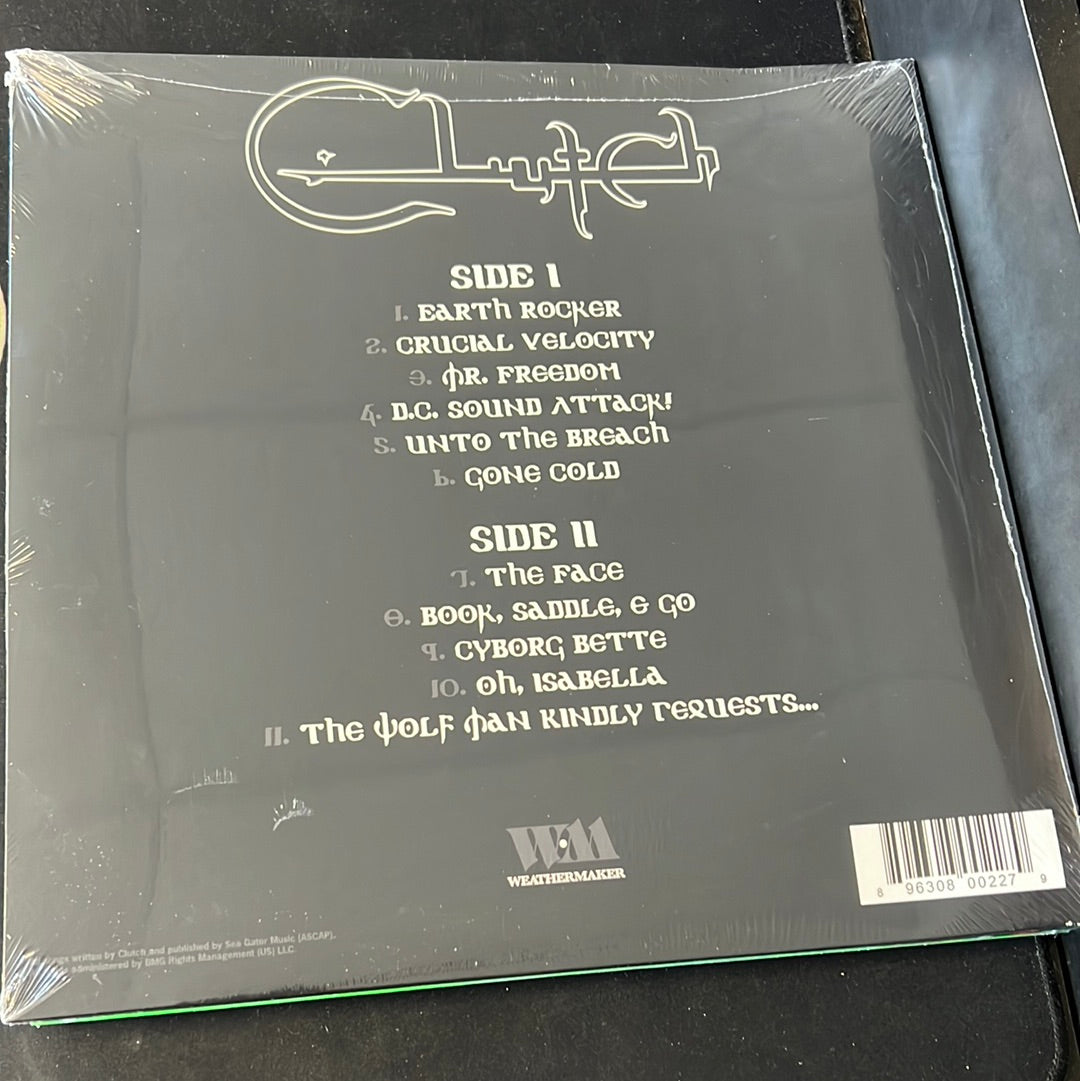 Clutch
SIDE I
1. EARTH ROCKER
2. CRUCIAL VELOCITY
3. MR. FREEDOM
4. D.C. SOUND ATTACK!
5. UNTO THE BREACH
6. GONE COLD
SIDE II
7. THE FACE
8. BOOK, SADDLE, & GO
9. CYBORG BETTE
10. OH, ISABELLA
11. THE WOLF MAN KINDLY REQUESTS...
WM
WEATHERMAKER
8 96308 00227 9
written by Clutch and published by Sea Gator Music (ASCAP).
administered by BMG Rights Management (US) LLC.